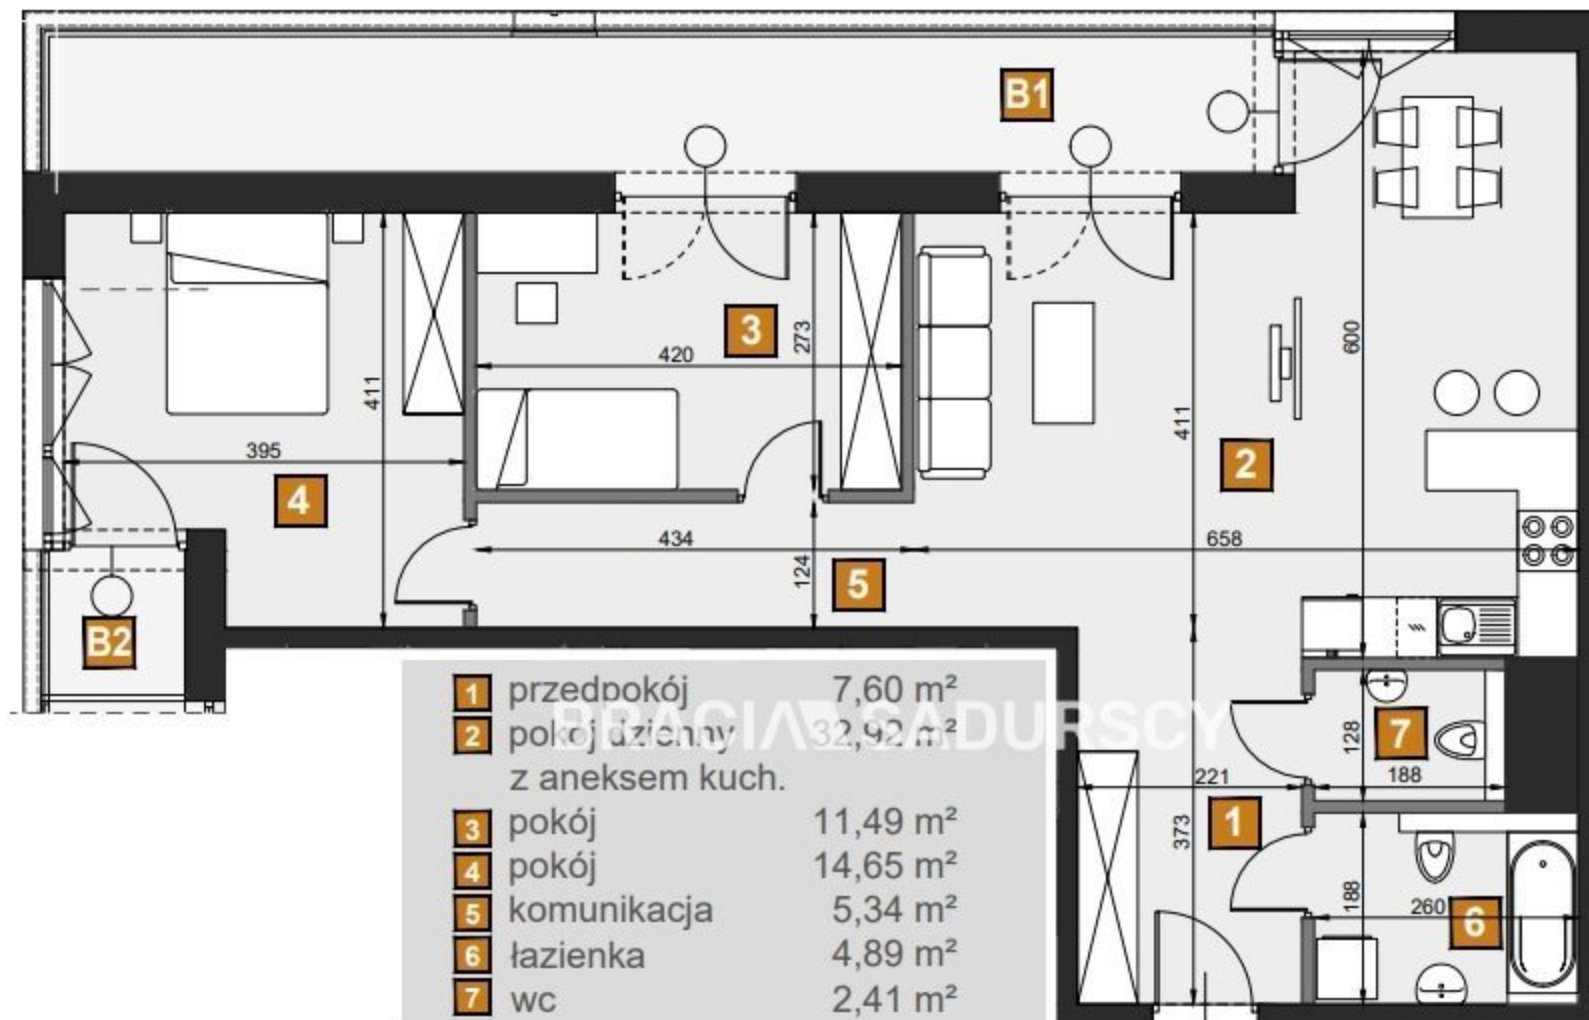 B1
3
273
420
600
411
411
395
2
4
434
658
124
5
B2
1 przedpokój 7,60 m²
2 pokój dzienny 32,92 m²
z aneksem kuch.
3 pokój 11,49 m²
4 pokój 14,65 m²
5 komunikacja 5,34 m²
6 łazienka 4,89 m²
7 wc 2,41 m²
BRACIA SADURSCY
7
128
188
221
1
373
188
260
6